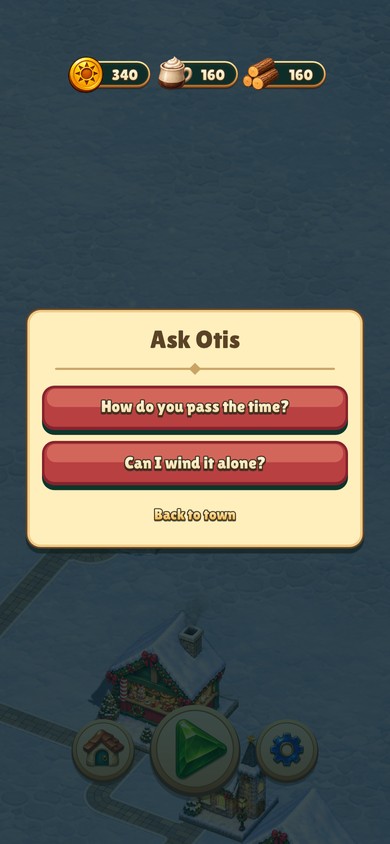 340 160 160
Ask Otis
How do you pass the time?
Can I wind it alone?
Back to town